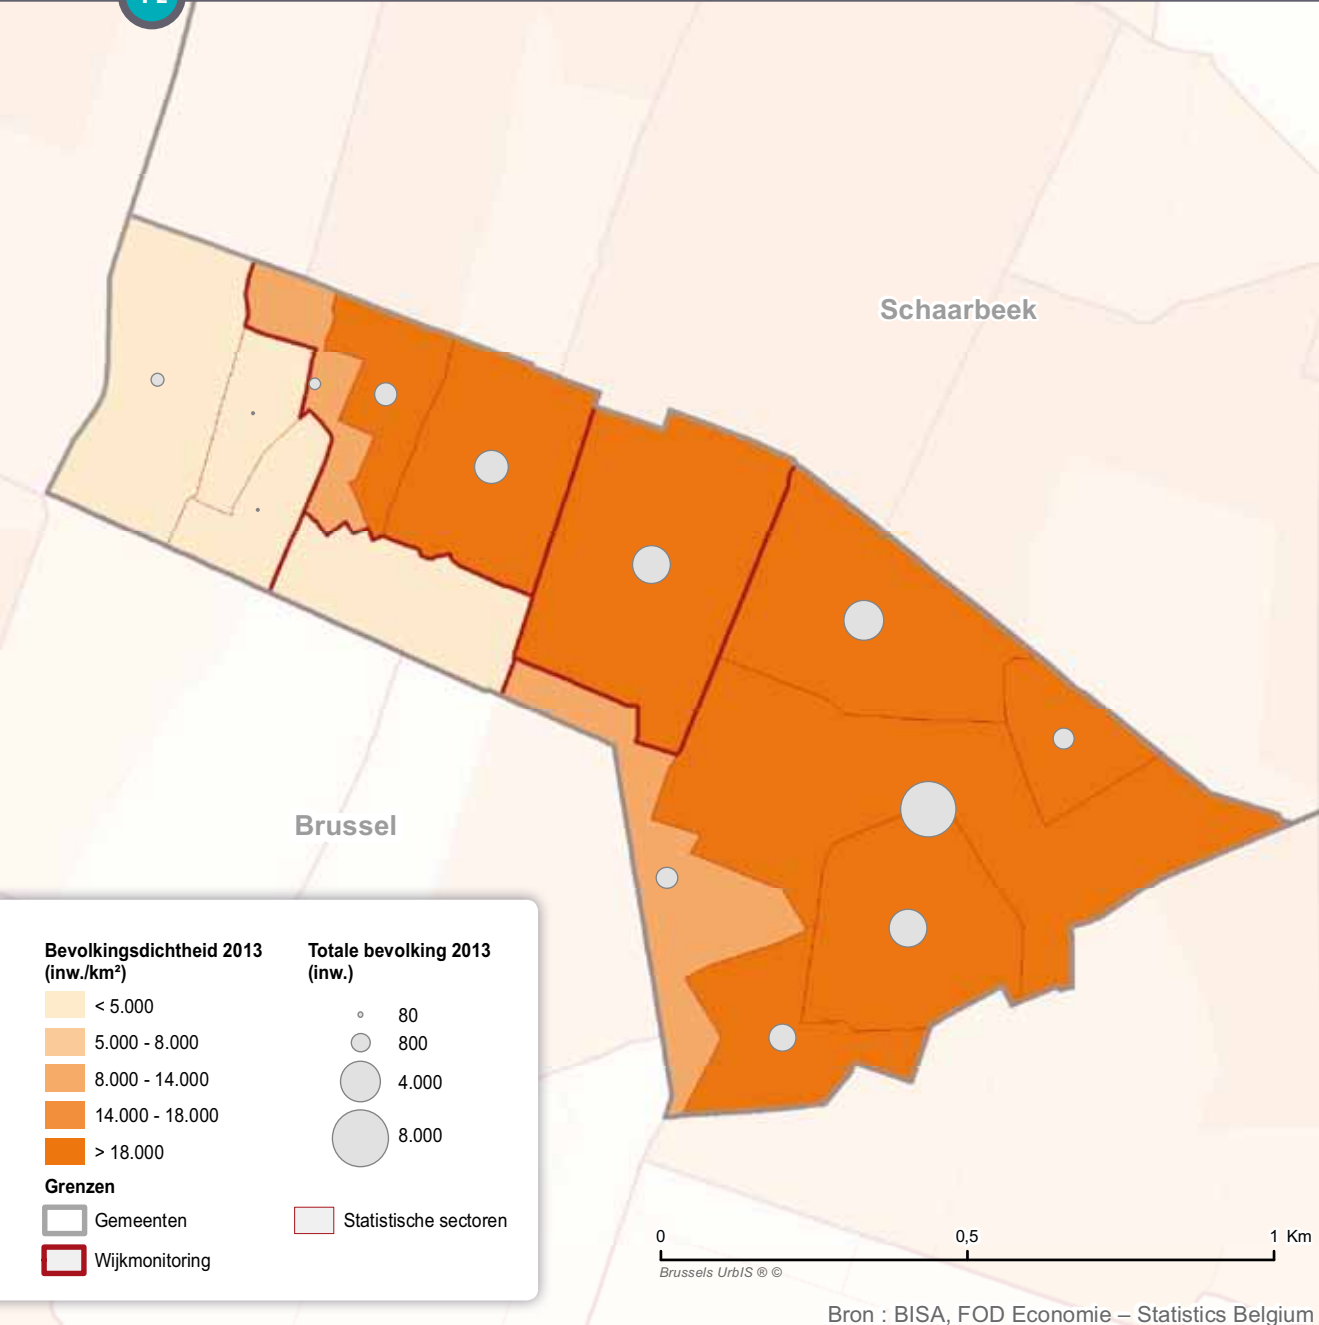 Schaarbeek
Brussel
Bevolkingsdichtheid 2013
(inw./km²)
< 5.000
5.000 - 8.000
8.000 - 14.000
14.000 - 18.000
> 18.000
Totale bevolking 2013
(inw.)
80
800
4.000
8.000
Grenzen
Gemeenten
Wijkmonitoring
Statistische sectoren
0 0,5 1 Km
Brussels UrbIS ® ©
Bron : BISA, FOD Economie – Statistics Belgium